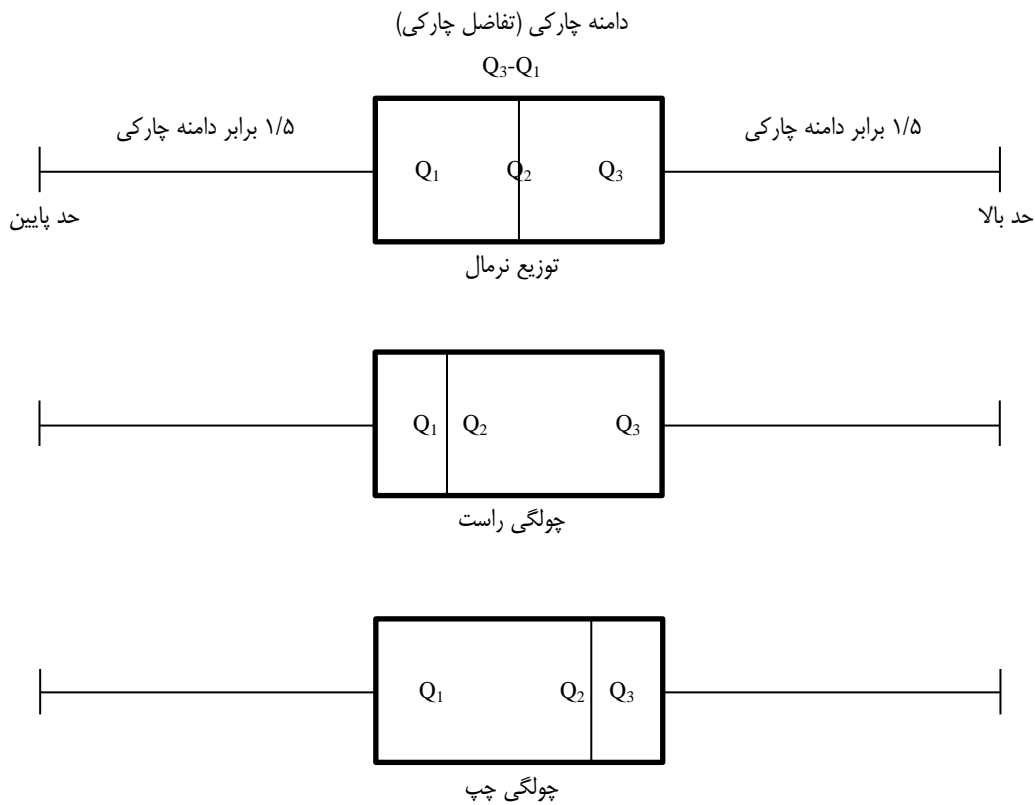 دامنه چارکی (تفاضل چارکی)
Q₃-Q₁
۱/۵ برابر دامنه چارکی
۱/۵ برابر دامنه چارکی
Q₁
Q₂
Q₃
حد پایین
حد بالا
توزیع نرمال
Q₁
Q₂
Q₃
چولگی راست
Q₁
Q₂
Q₃
چولگی چپ